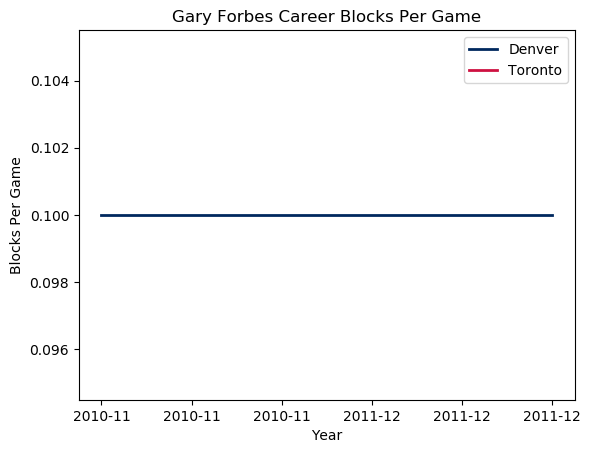 Gary Forbes Career Blocks Per Game
Denver
Toronto
0.104
0.102
0.100
0.098
0.096
Blocks Per Game
2010-11 2010-11 2010-11 2011-12 2011-12 2011-12
Year